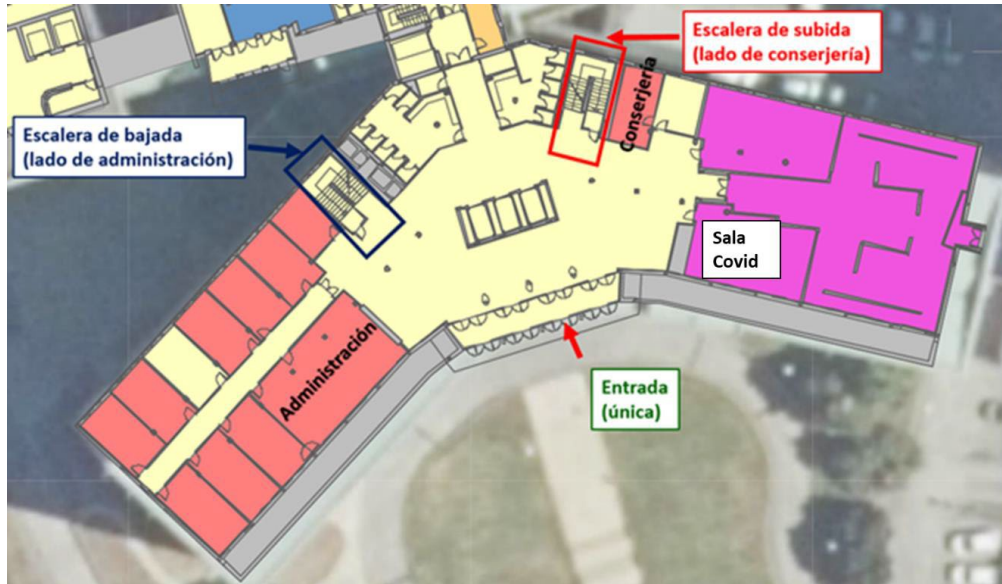 Escalera de subida
(lado de conserjería)
Conserjería
Escalera de bajada
(lado de administración)
Sala
Covid
Administración
Entrada
(única)